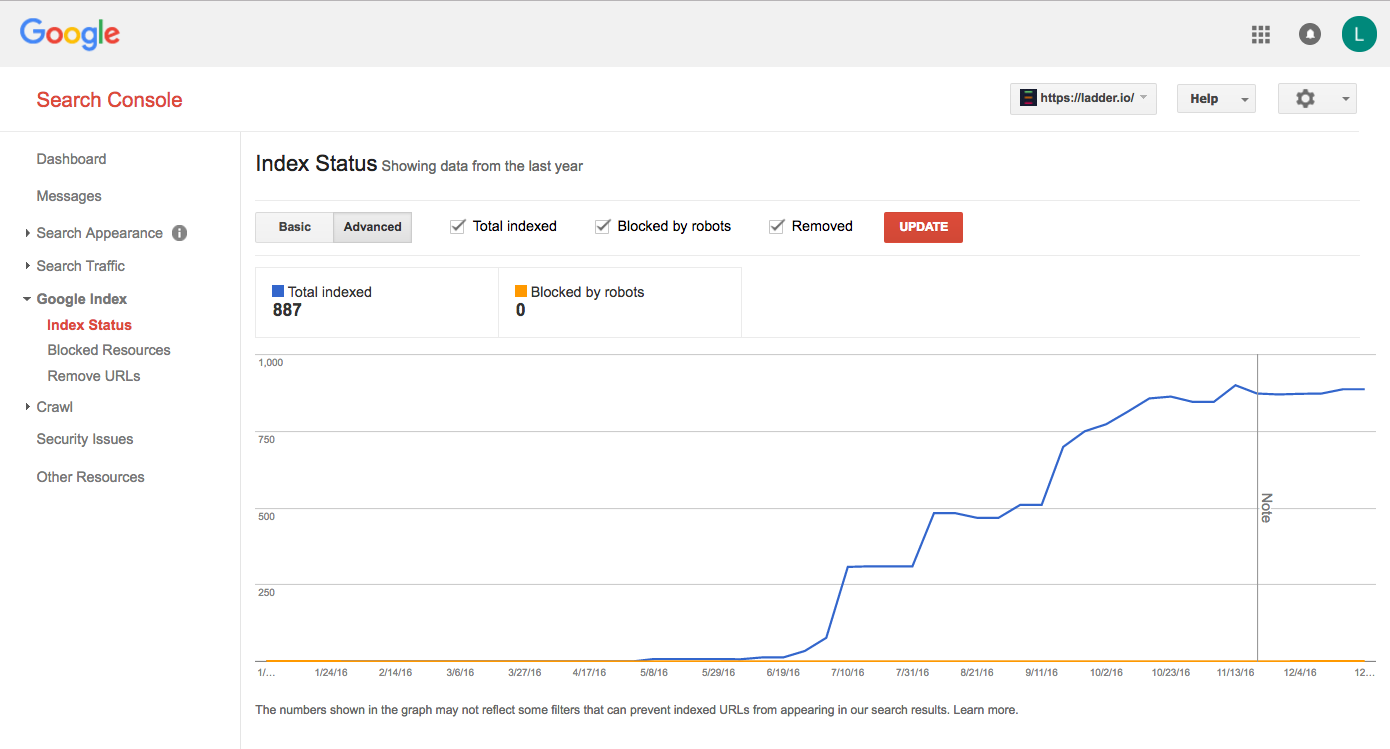 Google
L
Search Console
https://ladder.io/
Help
Dashboard
Messages
Search Appearance i
Search Traffic
Google Index
Index Status
Blocked Resources
Remove URLs
Crawl
Security Issues
Other Resources
Index Status Showing data from the last year
Basic Advanced Total indexed Blocked by robots Removed UPDATE
Total indexed Blocked by robots
887 0
1,000
750
500
250
Note
1/... 1/24/16 2/14/16 3/6/16 3/27/16 4/17/16 5/8/16 5/29/16 6/19/16 7/10/16 7/31/16 8/21/16 9/11/16 10/2/16 10/23/16 11/13/16 12/4/16 12...
The numbers shown in the graph may not reflect some filters that can prevent indexed URLs from appearing in our search results. Learn more.